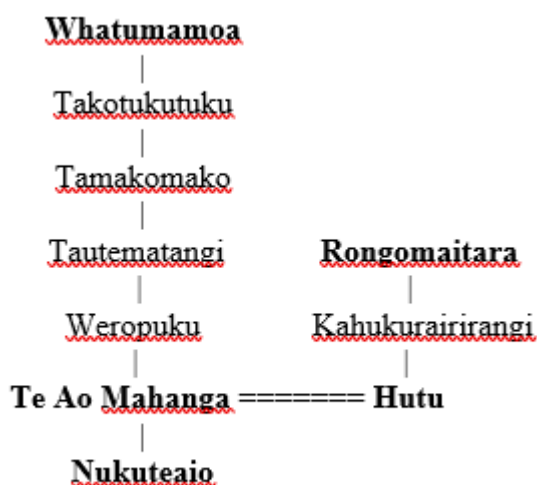 Whatumamoa
Takotukutuku
Tamakomako
Tautematangi Rongomaitara
Weropuku Kahukurairirangi
Te Ao Mahanga ======= Hutu
Nukuteaio